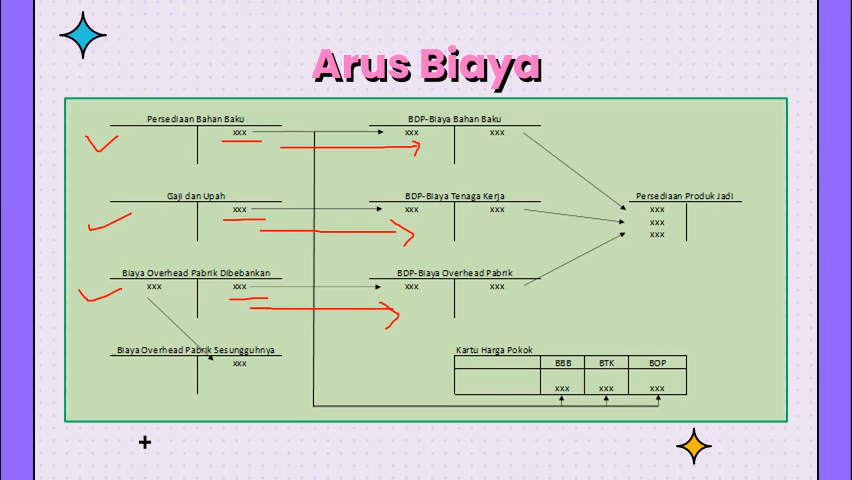 Arus Biaya
Persediaan Bahan Baku
xxx
BDP-Biaya Bahan Baku
xxx xxx
Gaji dan Upah
xxx
BDP-Biaya Tenaga Kerja
xxx xxx
Persediaan Produk Jadi
xxx
xxx
xxx
Biaya Overhead Pabrik Dibebankan
xxx xxx
BDP-Biaya Overhead Pabrik
xxx xxx
Biaya Overhead Pabrik Sesungguhnya
xxx
Kartu Harga Pokok
BBB BTK BOP
xxx xxx xxx